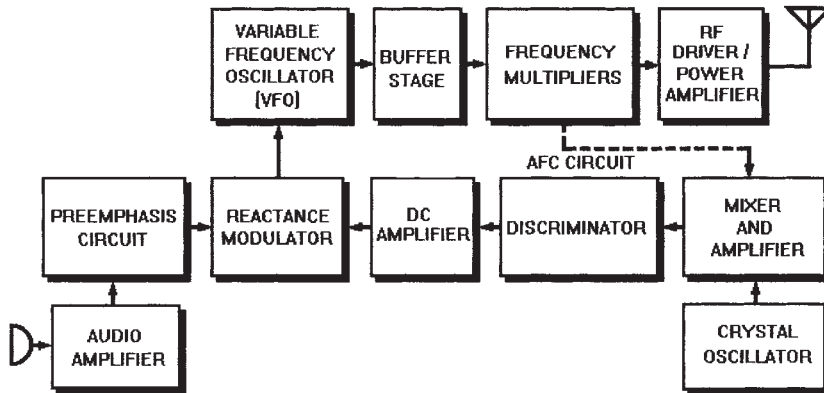 VARIABLE
FREQUENCY
OSCILLATOR
(VFO)
BUFFER
STAGE
FREQUENCY
MULTIPLIERS
RF
DRIVER /
POWER
AMPLIFIER
AFC CIRCUIT
PREEMPHASIS
CIRCUIT
REACTANCE
MODULATOR
DC
AMPLIFIER
DISCRIMINATOR
MIXER
AND
AMPLIFIER
AUDIO
AMPLIFIER
CRYSTAL
OSCILLATOR